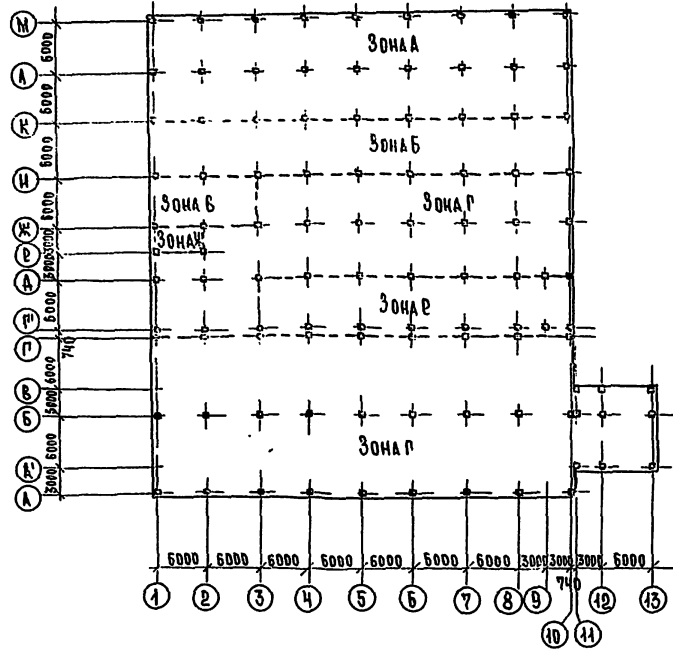 М
ЗОНА А
6000
Л
6000
К
ЗОНА Б
6000
И
ЗОНА В
ЗОНА Г
6000
Ж
ЗОНА Ж
3000
Е
3000
Д
6000
ЗОНА Е
Г'
Г
740
6000
В
3000
Б
ЗОНА Г
6000
А'
3000
А
6000 6000 6000 6000 6000 6000 6000 3000 3000 3000 6000
740
1 2 3 4 5 6 7 8 9 12 13
10 11